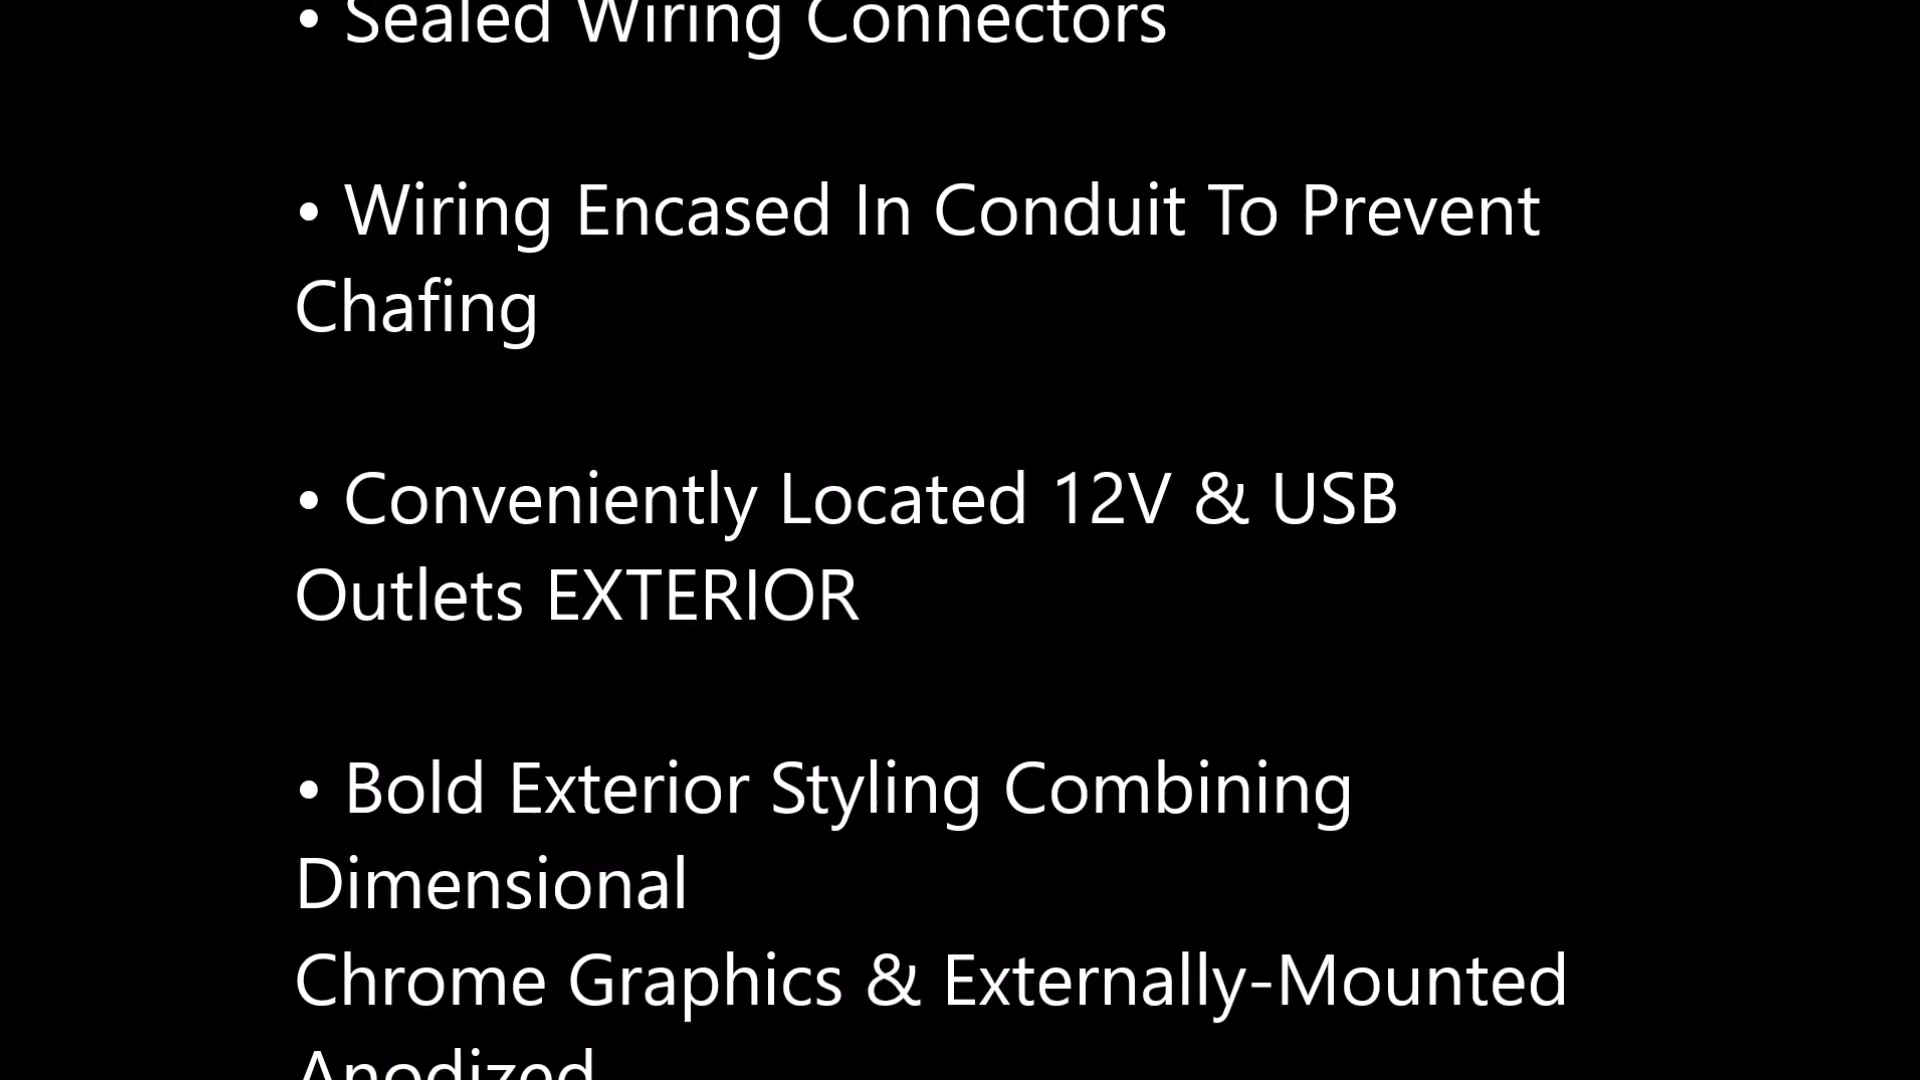 • Sealed Wiring Connectors
• Wiring Encased In Conduit To Prevent
Chafing
• Conveniently Located 12V & USB
Outlets EXTERIOR
• Bold Exterior Styling Combining
Dimensional
Chrome Graphics & Externally-Mounted
Anodized